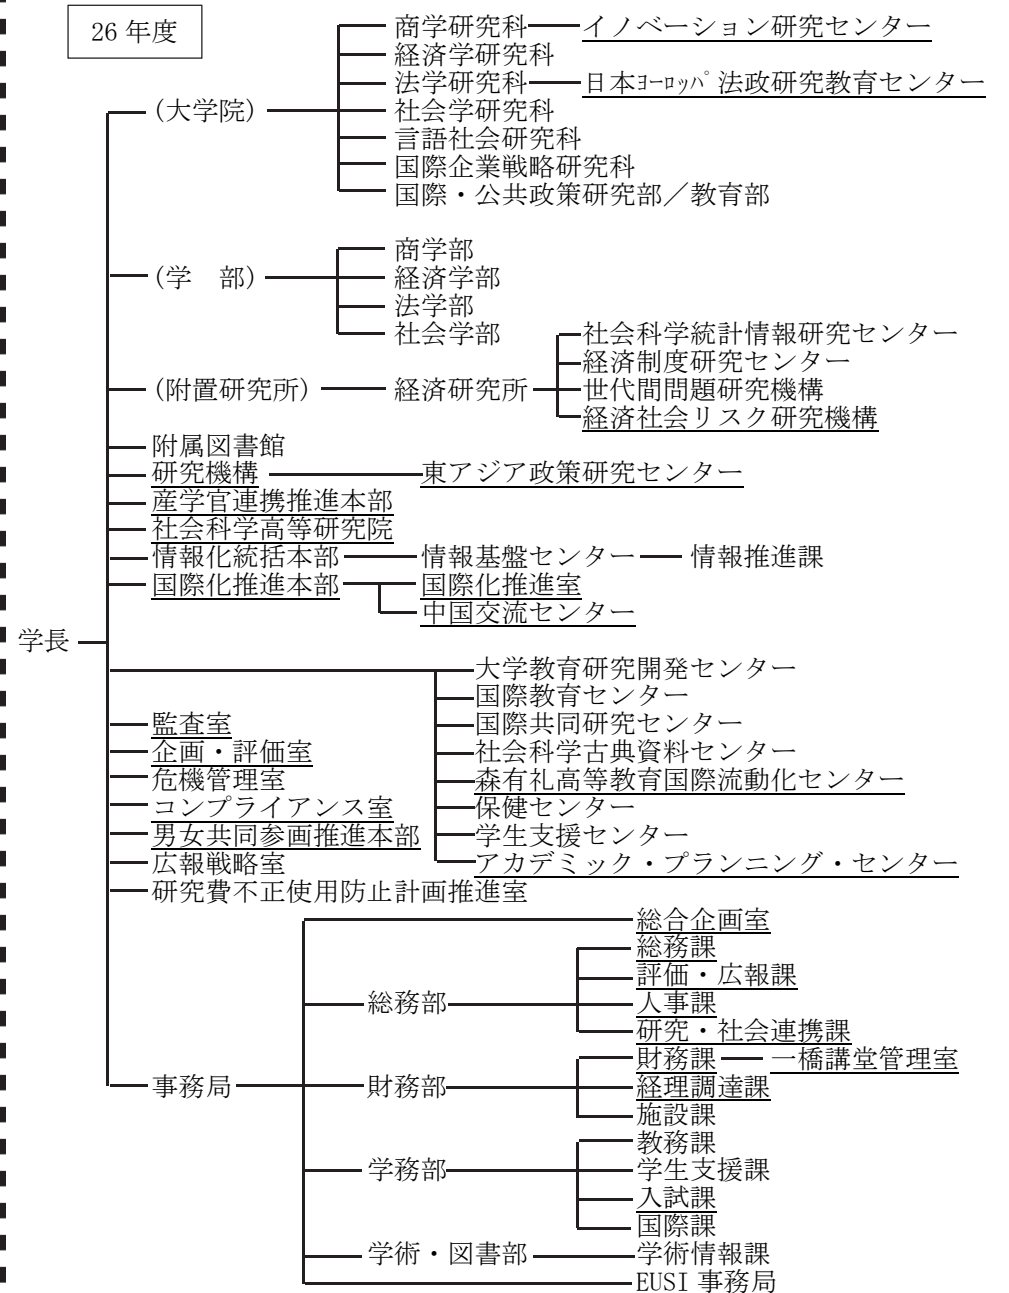 26 年度
商学研究科 イノベーション研究センター
経済学研究科
法学研究科 日本ﾖｰﾛｯﾊﾟ法政研究教育センター
(大学院) 社会学研究科
言語社会研究科
国際企業戦略研究科
国際・公共政策研究部／教育部
商学部
(学　部) 経済学部
法学部
社会学部 社会科学統計情報研究センター
経済制度研究センター
(附置研究所) 経済研究所 世代間問題研究機構
経済社会リスク研究機構
附属図書館
研究機構 東アジア政策研究センター
産学官連携推進本部
社会科学高等研究院
情報化統括本部 情報基盤センター 情報推進課
国際化推進本部 国際化推進室
中国交流センター
学長
大学教育研究開発センター
国際教育センター
監査室 国際共同研究センター
企画・評価室 社会科学古典資料センター
危機管理室 森有礼高等教育国際流動化センター
コンプライアンス室 保健センター
男女共同参画推進本部 学生支援センター
広報戦略室 アカデミック・プランニング・センター
研究費不正使用防止計画推進室
総合企画室
総務課
評価・広報課
総務部 人事課
研究・社会連携課
財務課 一橋講堂管理室
事務局 財務部 経理調達課
施設課
教務課
学務部 学生支援課
入試課
国際課
学術・図書部 学術情報課
EUSI 事務局